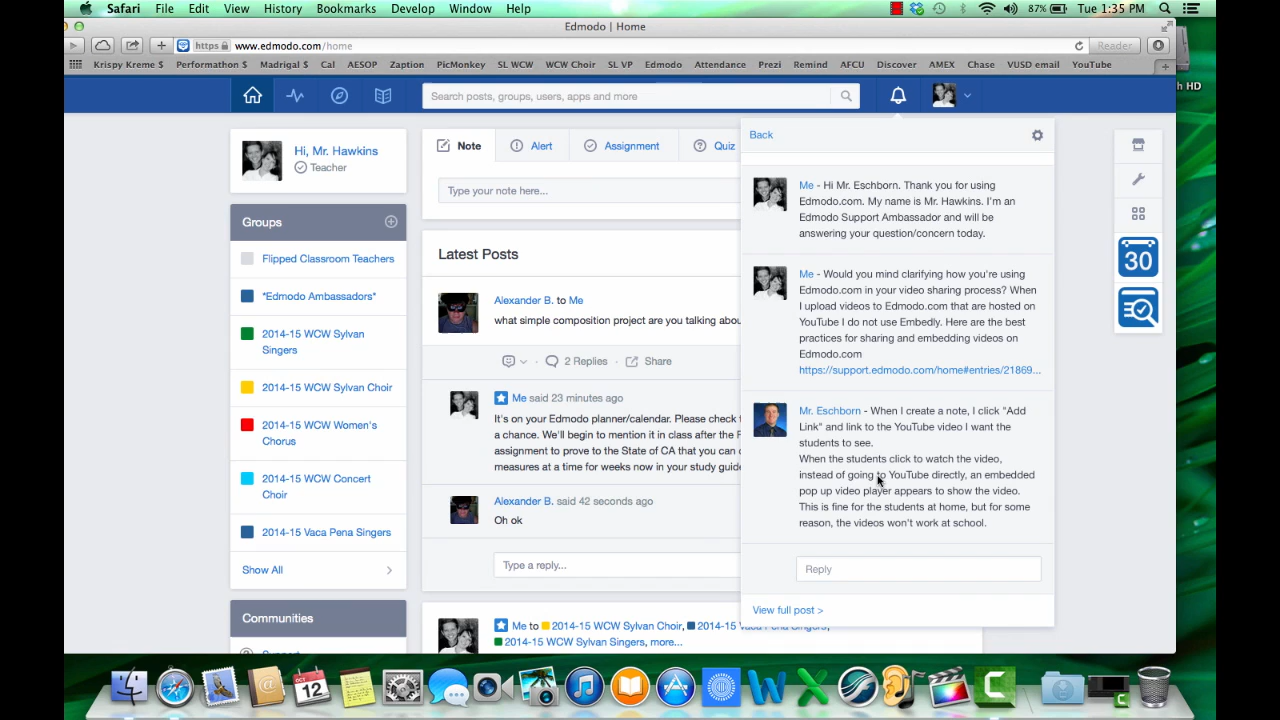 Safari File Edit View History Bookmarks Develop Window Help 87% Tue 1:35 PM
Edmodo | Home
https www.edmodo.com/home Reader
Krispy Kreme $ Performathon $ Madrigal $ Cal AESOP Zaption PicMonkey SL WCW WCW Choir SL VP Edmodo Attendance Prezi Remind AFCU Discover AMEX Chase VUSD email YouTube
h HD
Search posts, groups, users, apps and more
Hi, Mr. Hawkins
Teacher
Groups
Flipped Classroom Teachers
*Edmodo Ambassadors*
2014-15 WCW Sylvan
Singers
2014-15 WCW Sylvan Choir
2014-15 WCW Women's
Chorus
2014-15 WCW Concert
Choir
2014-15 Vaca Pena Singers
Show All
Communities
Note Alert Assignment Quiz
Type your note here...
Latest Posts
Alexander B. to Me
what simple composition project are you talking abou
2 Replies Share
Me said 23 minutes ago
It's on your Edmodo planner/calendar. Please check
a chance. We'll begin to mention it in class after the
assignment to prove to the State of CA that you can
measures at a time for weeks now in your study guide
Alexander B. said 42 seconds ago
Oh ok
Type a reply...
Me to 2014-15 WCW Sylvan Choir, 2014-15 Vaca Pena Singers,
2014-15 WCW Sylvan Singers, more...
Back
Me - Hi Mr. Eschborn. Thank you for using
Edmodo.com. My name is Mr. Hawkins. I'm an
Edmodo Support Ambassador and will be
answering your question/concern today.
Me - Would you mind clarifying how you're using
Edmodo.com in your video sharing process? When
I upload videos to Edmodo.com that are hosted on
YouTube I do not use Embedly. Here are the best
practices for sharing and embedding videos on
Edmodo.com
https://support.edmodo.com/home#entries/21869...
Mr. Eschborn - When I create a note, I click "Add
Link" and link to the YouTube video I want the
students to see.
When the students click to watch the video,
instead of going to YouTube directly, an embedded
pop up video player appears to show the video.
This is fine for the students at home, but for some
reason, the videos won't work at school.
Reply
View full post >
30
OCT
12